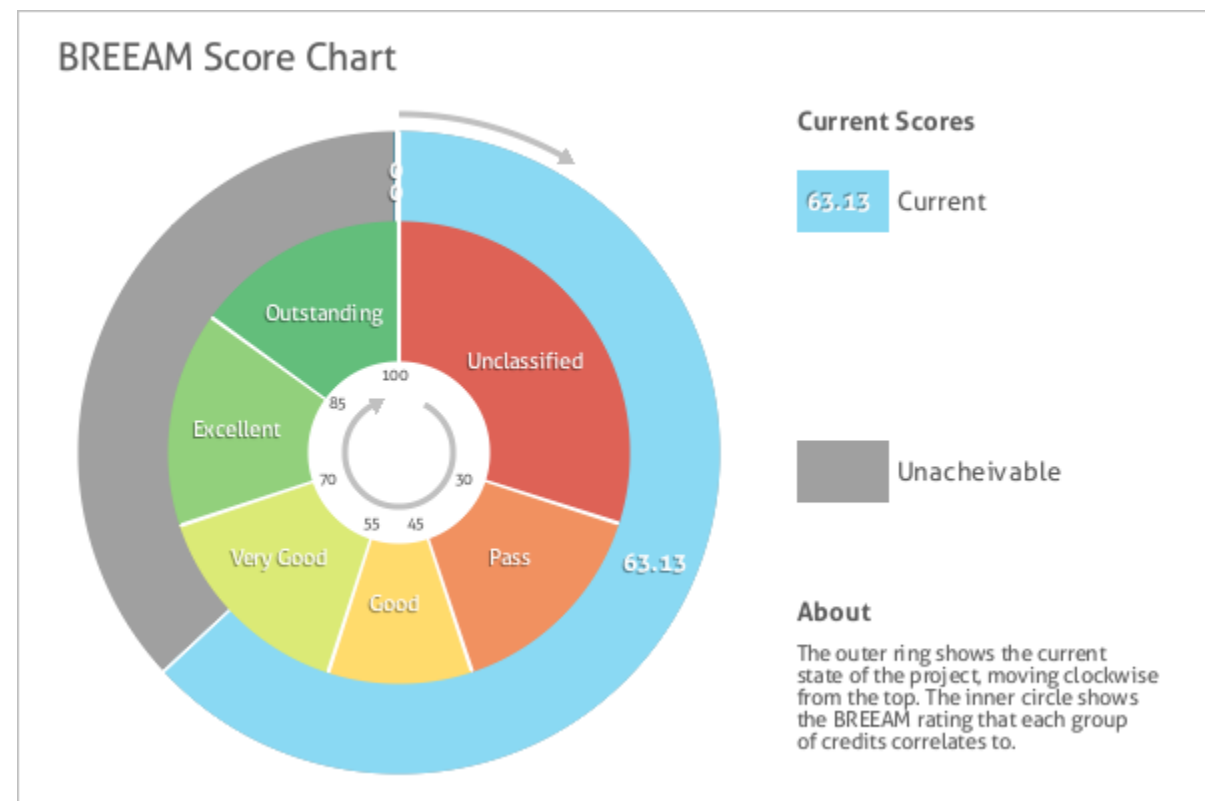 BREEAM Score Chart
0
0
Outstanding
Unclassified
Excellent
Very Good
Good
Pass
100
85
70
55
45
30
63.13
Current Scores
63.13 Current
Unacheivable
About
The outer ring shows the current
state of the project, moving clockwise
from the top. The inner circle shows
the BREEAM rating that each group
of credits correlates to.